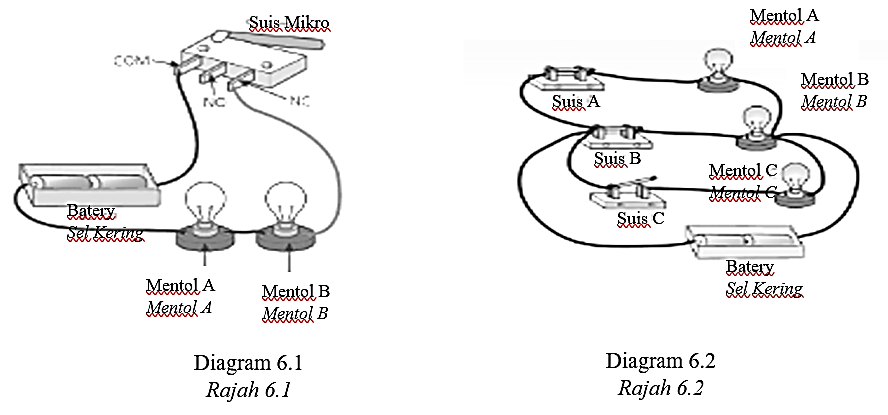 Suis Mikro
COM
NO
NC
Batery
Sel Kering
Mentol A
Mentol A
Mentol B
Mentol B
Diagram 6.1
Rajah 6.1
Mentol A
Mentol A
Mentol B
Mentol B
Suis A
Suis B
Mentol C
Mentol C
Suis C
Batery
Sel Kering
Diagram 6.2
Rajah 6.2